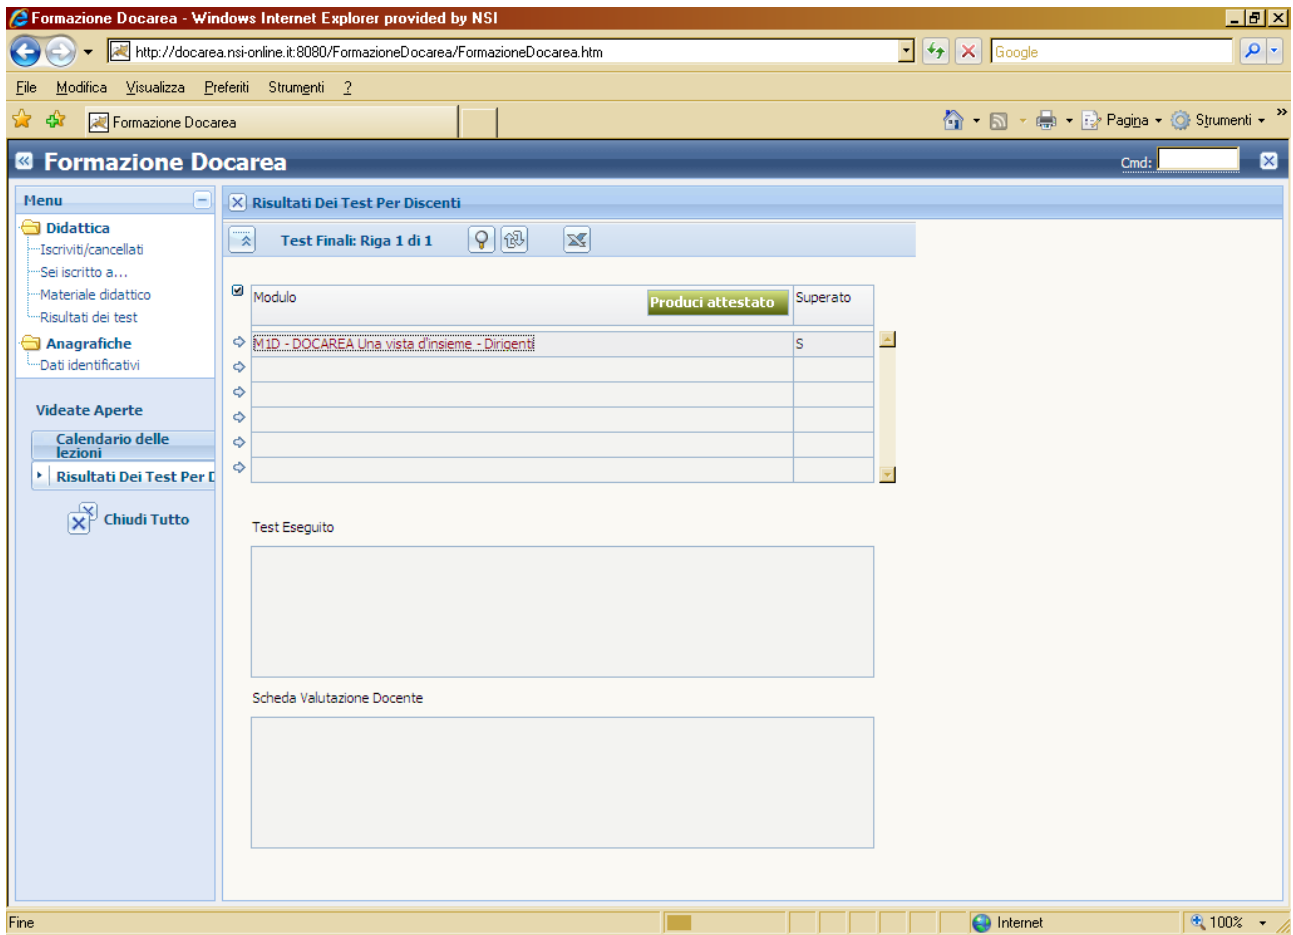 Formazione Docarea - Windows Internet Explorer provided by NSI
http://docarea.nsi-online.it:8080/FormazioneDocarea/FormazioneDocarea.htm
Google
File Modifica Visualizza Preferiti Strumenti ?
Formazione Docarea
Pagina Strumenti »
Formazione Docarea
Cmd:
Menu
Didattica
Iscriviti/cancellati
Sei iscritto a...
Materiale didattico
Risultati dei test
Anagrafiche
Dati identificativi
Videate Aperte
Calendario delle
lezioni
Risultati Dei Test Per D
Chiudi Tutto
Risultati Dei Test Per Discenti
Test Finali: Riga 1 di 1
Modulo
Produci attestato
Superato
M1D - DOCAREA Una vista d'insieme - Dirigenti
S
Test Eseguito
Scheda Valutazione Docente
Fine
Internet
100%